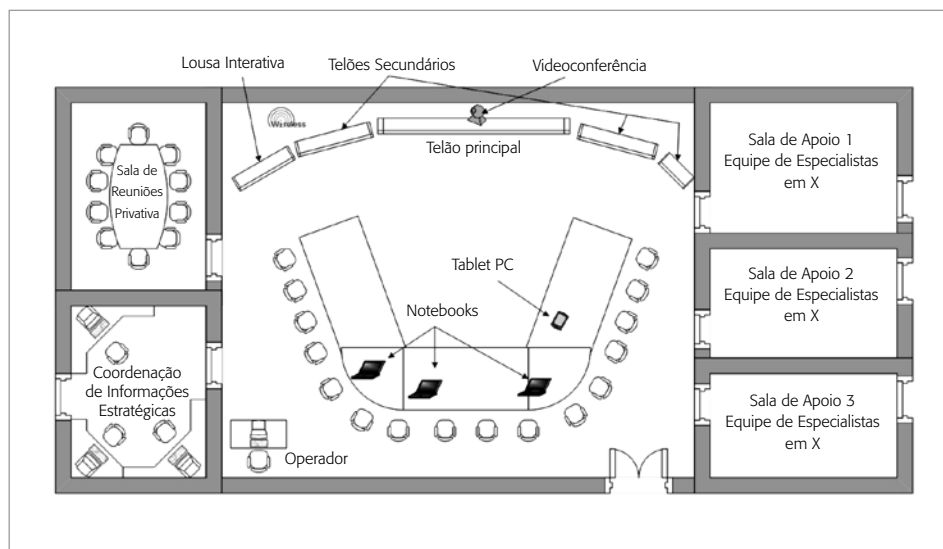 Lousa Interativa
Telões Secundários
Videoconferência
Wireless
Telão principal
Sala de
Reuniões
Privativa
Sala de Apoio 1
Equipe de Especialistas
em X
Tablet PC
Sala de Apoio 2
Equipe de Especialistas
em X
Notebooks
Coordenação
de Informações
Estratégicas
Sala de Apoio 3
Equipe de Especialistas
em X
Operador